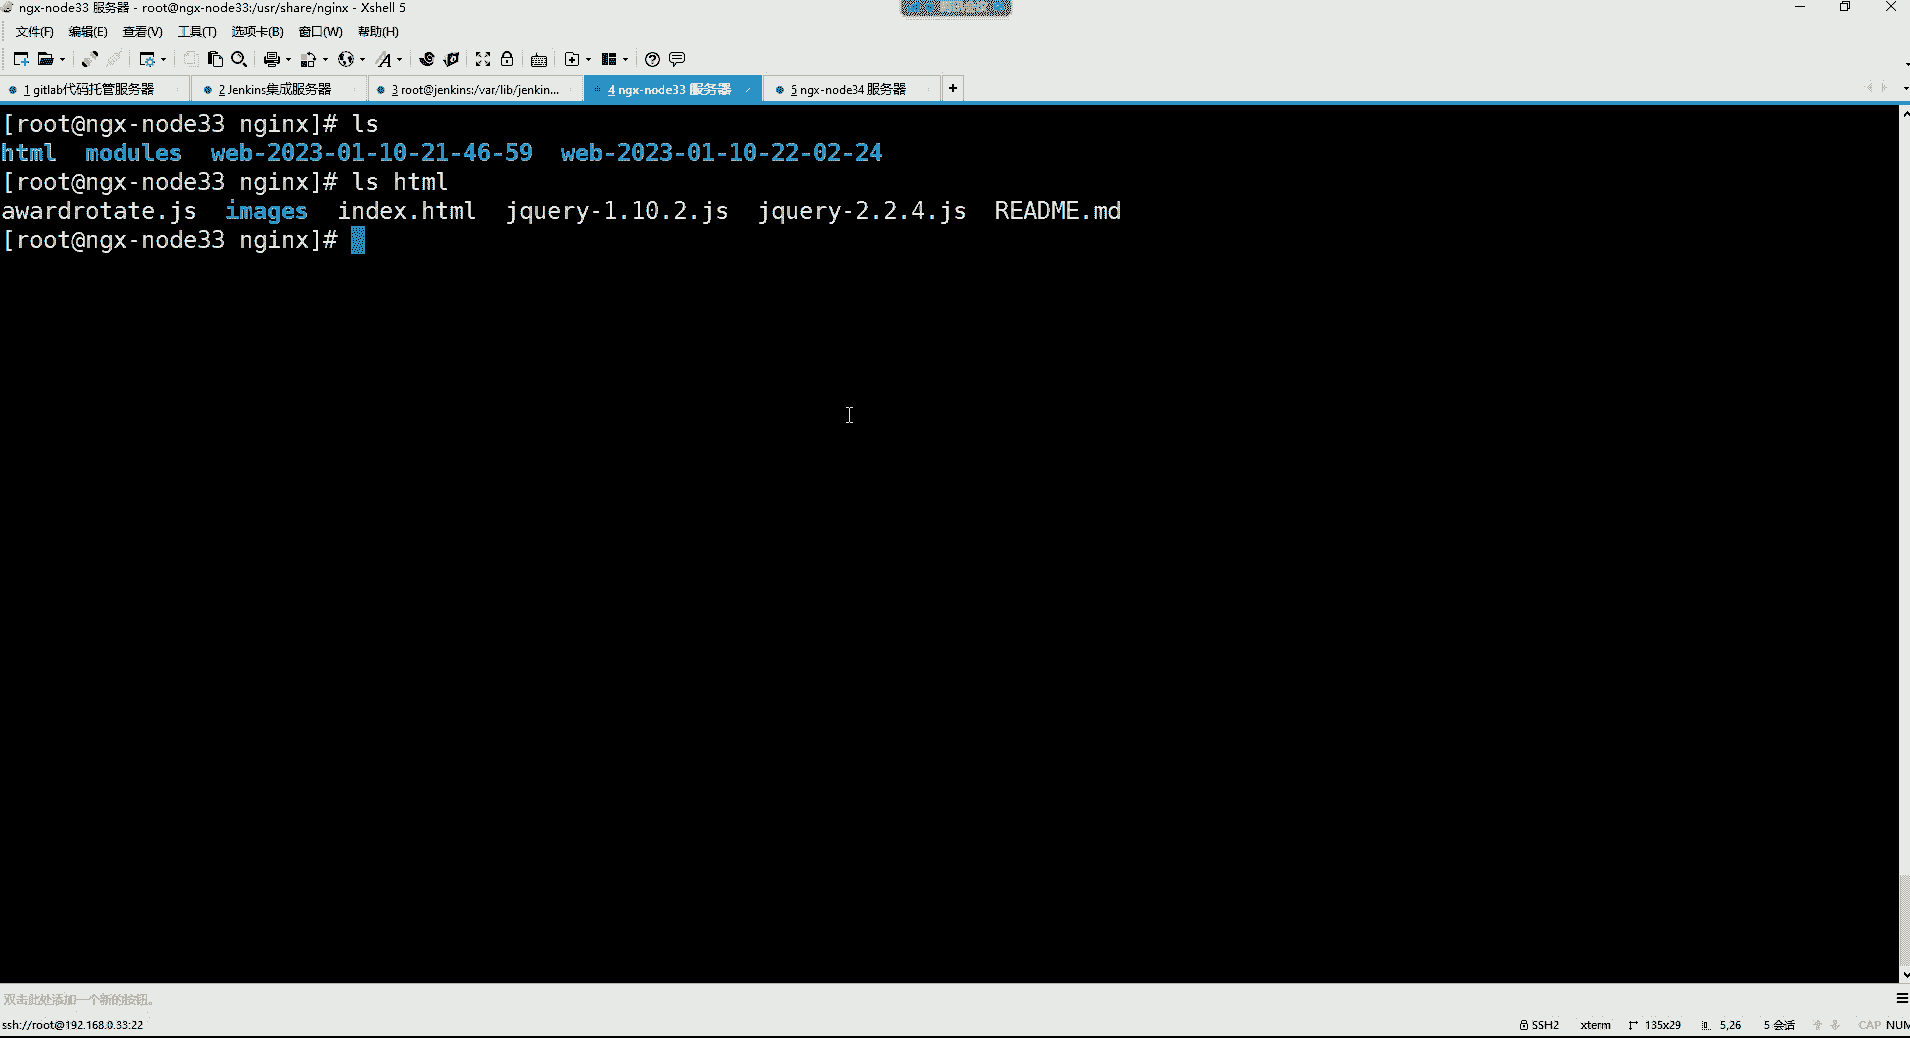 ngx-node33 服务器 - root@ngx-node33:/usr/share/nginx - Xshell 5
文件(F) 编辑(E) 查看(V) 工具(T) 选项卡(B) 窗口(W) 帮助(H)
1 gitlab代码托管服务器 2 Jenkins集成服务器 3 root@jenkins:/var/lib/jenkin... 4 ngx-node33 服务器 5 ngx-node34 服务器 +
[root@ngx-node33 nginx]# ls
html modules web-2023-01-10-21-46-59 web-2023-01-10-22-02-24
[root@ngx-node33 nginx]# ls html
awardrotate.js images index.html jquery-1.10.2.js jquery-2.2.4.js README.md
[root@ngx-node33 nginx]#
双击此处添加一个新的按钮。
ssh://root@192.168.0.33:22 SSH2 xterm 135x29 5,26 5 会话 CAP NUM